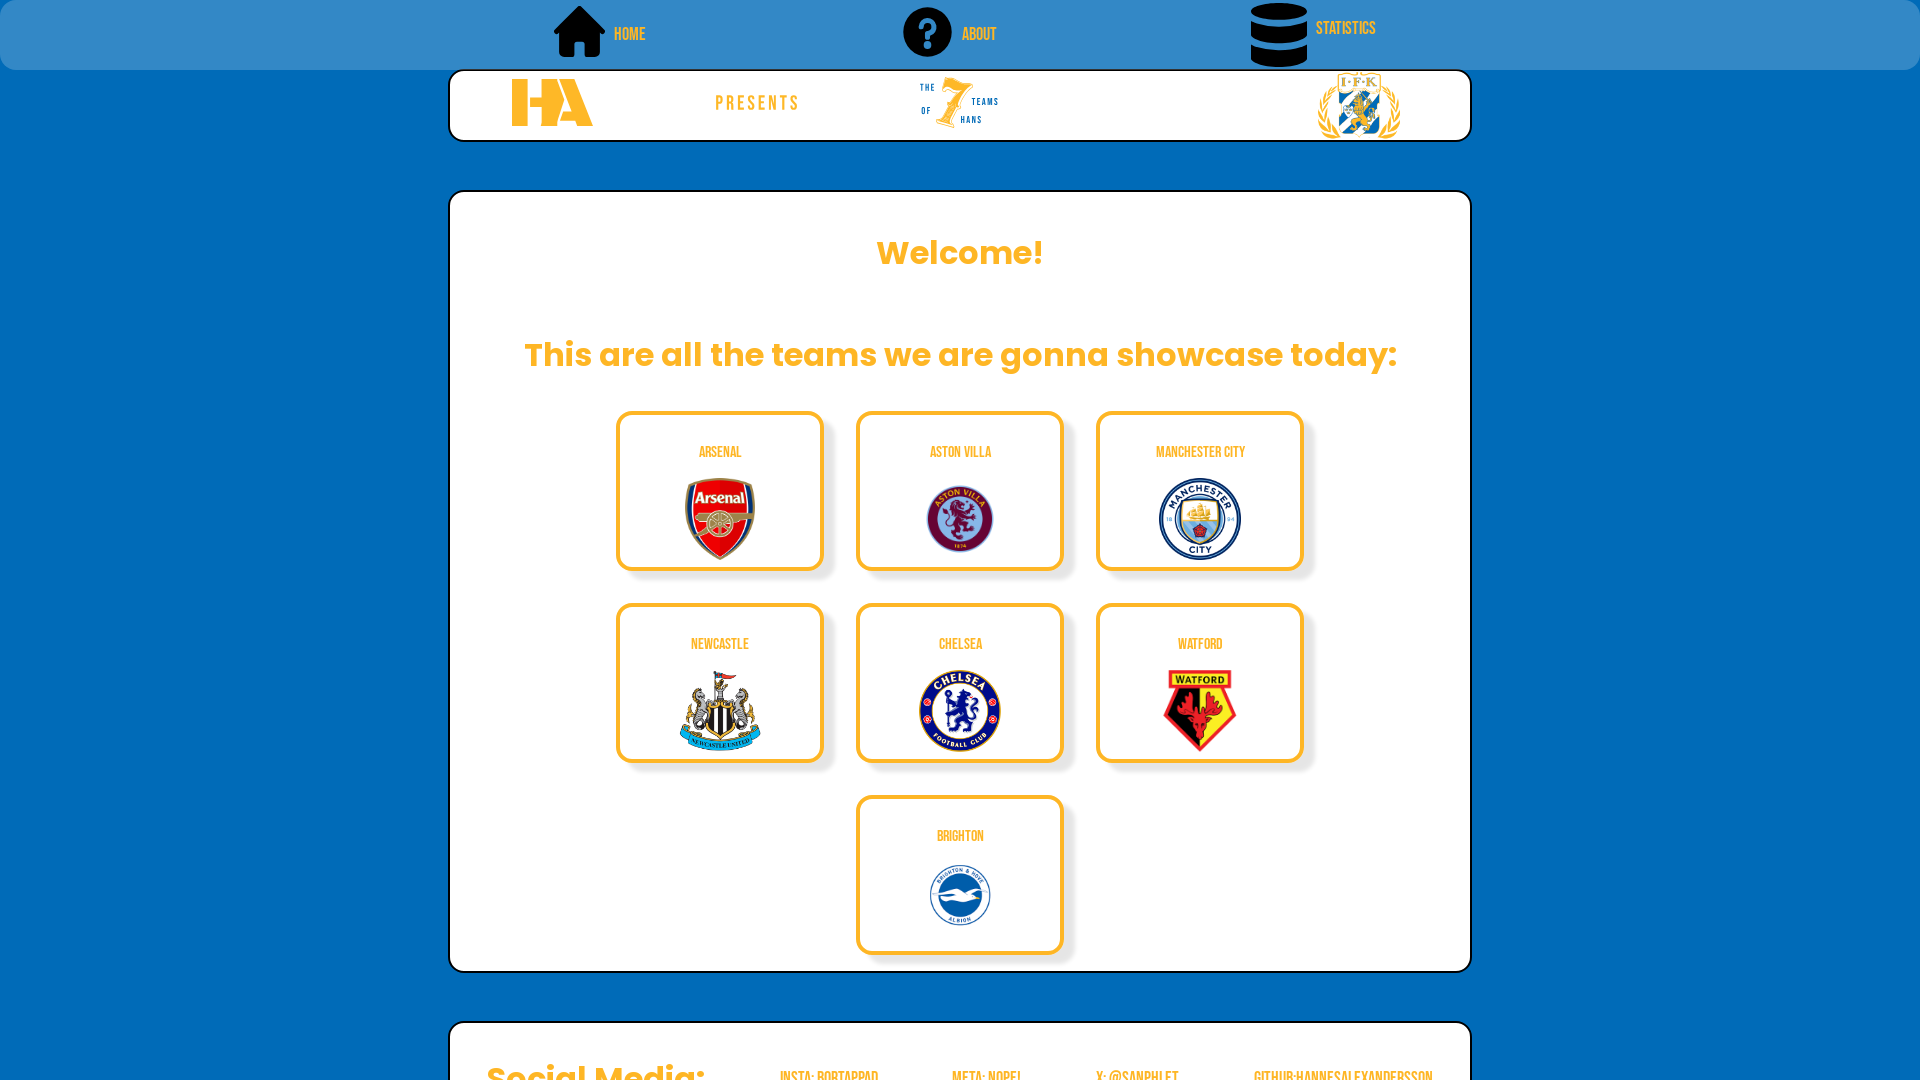 HOME
ABOUT
STATISTICS
HA
PRESENTS
THE 7 TEAMS
OF HANS
I.F.K
Welcome!
This are all the teams we are gonna showcase today:
ARSENAL
ASTON VILLA
MANCHESTER CITY
Arsenal
ASTON VILLA
1874
MANCHESTER
18 94
CITY
NEWCASTLE
CHELSEA
WATFORD
NEWCASTLE UNITED
CHELSEA
FOOTBALL CLUB
WATFORD
BRIGHTON
BRIGHTON & HOVE
ALBION
Social Media:
INSTA: BORTAPPAD
META: NOPE!
X: @SANPHLET
GITHUB:HANNESALEXANDERSSON